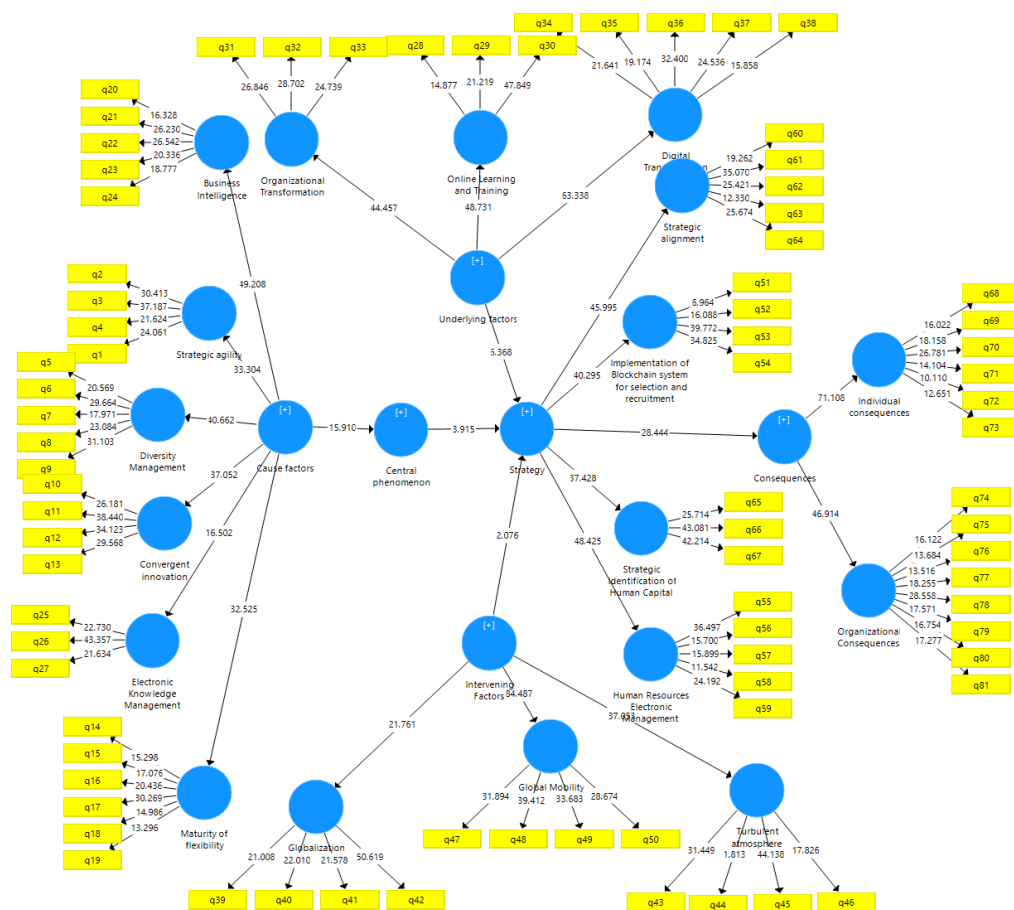 q34
q35
q36
q37
q38
q31
q32
q33
q28
q29
q30
21.641
19.174
32.400
24.536
15.858
26.846
28.702
24.739
14.877
21.219
47.849
q20
q21
q22
q23
q24
16.328
26.230
26.542
20.336
18.777
Business
Intelligence
Organizational
Transformation
Online Learning
and Training
Digital
q60
q61
q62
q63
q64
19.262
35.070
25.421
12.330
25.674
Strategic
alignment
44.457
48.731
63.338
[+]
Underlying factors
49.208
45.995
5.368
q2
q3
q4
q1
30.413
37.187
21.624
24.061
Strategic agility
33.304
q51
q52
q53
q54
6.964
16.088
39.772
34.825
Implementation of
Blockchain system
for selection and
recruitment
40.295
q68
q69
q70
q71
q72
q73
16.022
18.158
26.781
14.104
10.110
12.651
Individual
consequences
71.108
q5
q6
q7
q8
q9
20.569
29.664
17.971
23.084
31.103
Diversity
Management
40.662
[+]
Cause factors
15.910
[+]
Central
phenomenon
3.915
[+]
Strategy
28.444
[+]
Consequences
46.914
q10
q11
q12
q13
26.181
38.440
34.123
29.568
Convergent
innovation
37.052
16.502
32.525
37.428
48.425
2.076
q65
q66
q67
25.714
43.081
42.214
Strategic
Identification of
Human Capital
q74
q75
q76
q77
q78
q79
q80
q81
16.122
13.684
13.516
18.255
28.558
17.571
16.754
17.277
Organizational
Consequences
q25
q26
q27
22.730
43.357
21.634
Electronic
Knowledge
Management
q55
q56
q57
q58
q59
36.497
15.700
15.899
11.542
24.192
Human Resources
Electronic
Management
[+]
Intervening
Factors
21.761
q14
q15
q16
q17
q18
q19
15.298
17.076
20.436
30.269
14.986
13.296
Maturity of
flexibility
Globalization
21.008
22.010
21.578
50.619
q39
q40
q41
q42
Global Mobility
31.894
39.412
33.683
28.674
q47
q48
q49
q50
Turbulent
atmosphere
31.449
1.813
44.138
17.826
q43
q44
q45
q46